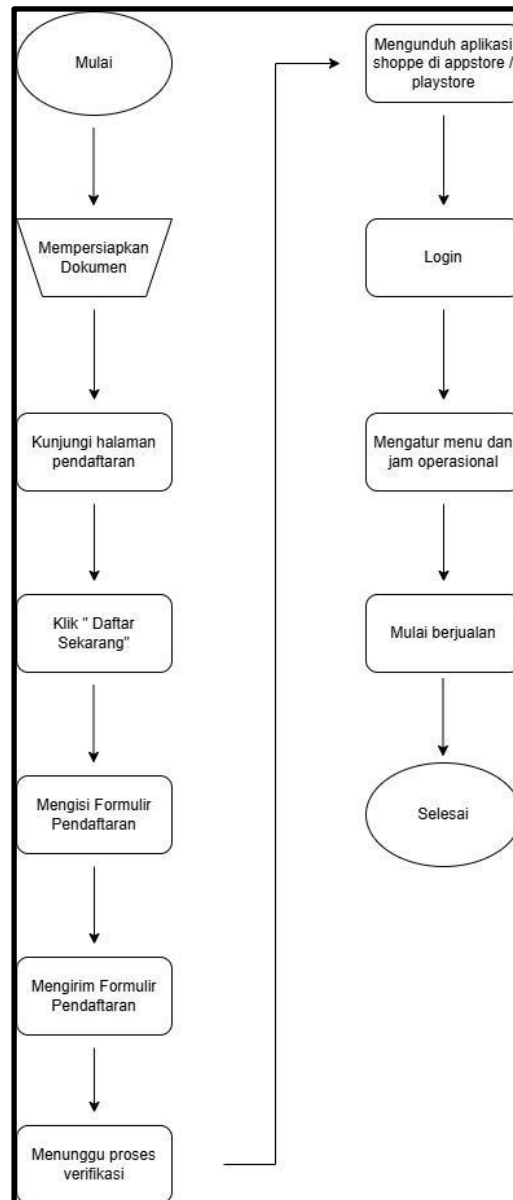 Mulai
Mempersiapkan
Dokumen
Kunjungi halaman
pendaftaran
Klik " Daftar
Sekarang"
Mengisi Formulir
Pendaftaran
Mengirim Formulir
Pendaftaran
Menunggu proses
verifikasi
Mengunduh aplikasi
shoppe di appstore /
playstore
Login
Mengatur menu dan
jam operasional
Mulai berjualan
Selesai